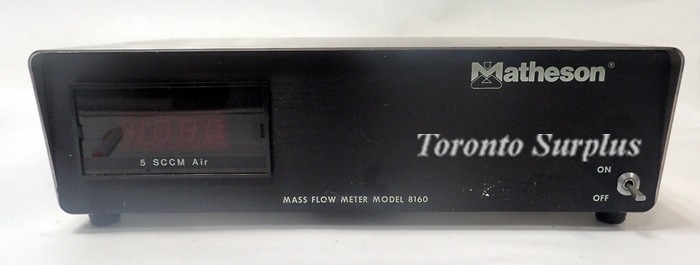 Matheson®
Toronto Surplus
5 SCCM Air
ON
OFF
MASS FLOW METER MODEL 8160